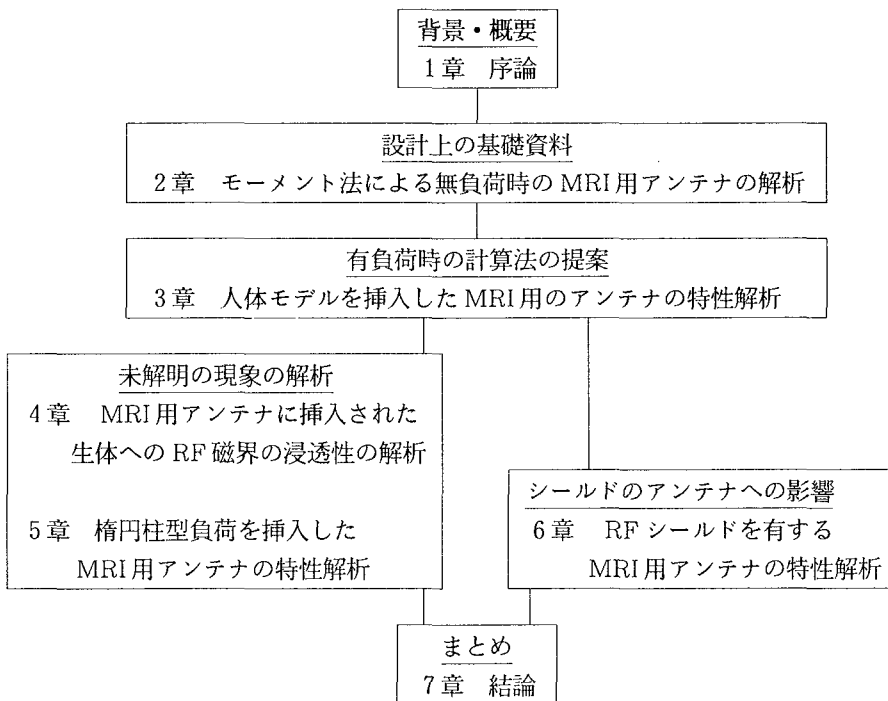 背景・概要
1章 序論
設計上の基礎資料
2章 モーメント法による無負荷時のMRI用アンテナの解析
有負荷時の計算法の提案
3章 人体モデルを挿入したMRI用のアンテナの特性解析
未解明の現象の解析
4章 MRI用アンテナに挿入された
生体へのRF磁界の浸透性の解析
5章 楕円柱型負荷を挿入した
MRI用アンテナの特性解析
シールドのアンテナへの影響
6章 RFシールドを有する
MRI用アンテナの特性解析
まとめ
7章 結論